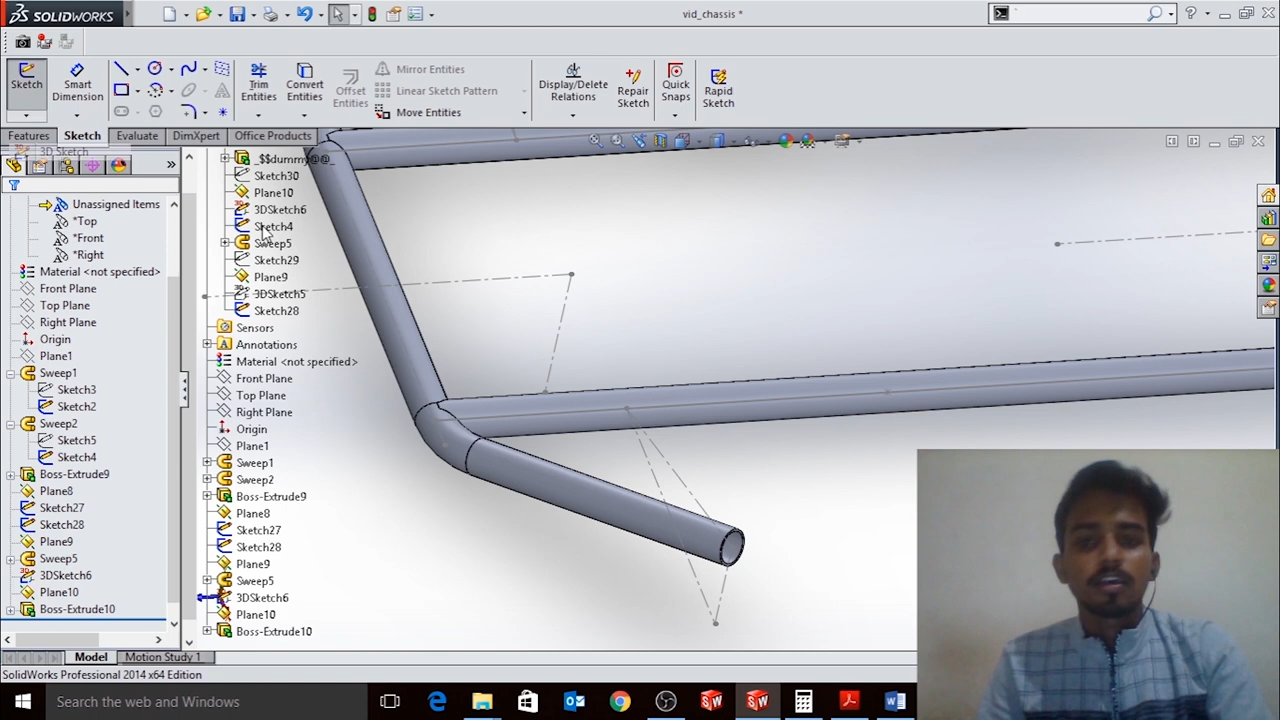 SOLIDWORKS
vid_chassis *
Sketch
Smart Dimension
Trim Entities
Convert Entities
Offset Entities
Mirror Entities
Linear Sketch Pattern
Move Entities
Display/Delete Relations
Repair Sketch
Quick Snaps
Rapid Sketch
Features
Sketch
Evaluate
DimXpert
Office Products
3D Sketch
Unassigned Items
*Top
*Front
*Right
Material <not specified>
Front Plane
Top Plane
Right Plane
Origin
Plane1
Sweep1
Sketch3
Sketch2
Sweep2
Sketch5
Sketch4
Boss-Extrude9
Plane8
Sketch27
Sketch28
Plane9
Sweep5
3DSketch6
Plane10
Boss-Extrude10
_$$dummy@@_
Sketch30
Plane10
3DSketch6
Sketch4
Sweep5
Sketch29
Plane9
3DSketch5
Sketch28
Sensors
Annotations
Material <not specified>
Front Plane
Top Plane
Right Plane
Origin
Plane1
Sweep1
Sweep2
Boss-Extrude9
Plane8
Sketch27
Sketch28
Plane9
Sweep5
3DSketch6
Plane10
Boss-Extrude10
Model
Motion Study 1
SolidWorks Professional 2014 x64 Edition
Search the web and Windows